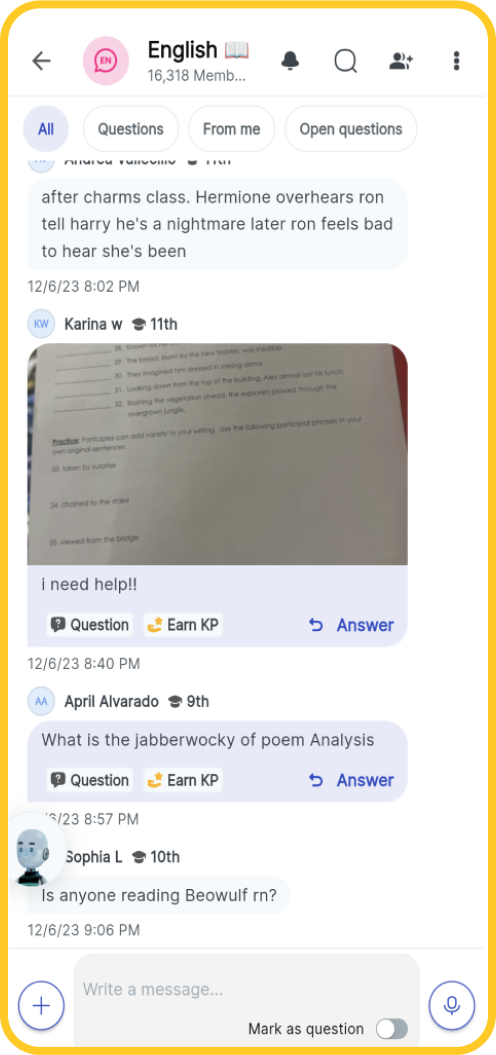 EN
English 📖
16,318 Memb...
All
Questions
From me
Open questions
11th
after charms class. Hermione overhears ron
tell harry he's a nightmare later ron feels bad
to hear she's been
12/6/23 8:02 PM
KW Karina w 11th
28. Known for her
29. The bread, burnt by the new toaster, was inedible.
30. They imagined him dressed in shining armor.
31. Looking down from the top of the building, Alex almost lost his lunch.
32. Slashing the vegetation ahead, the explorers plowed through the
overgrown jungle.
Practice: Participles can add variety to your writing. Use the following participial phrases in your
own original sentences.
33. taken by surprise
34. chained to the stake
35. viewed from the bridge
i need help!!
Question Earn KP Answer
12/6/23 8:40 PM
AA April Alvarado 9th
What is the jabberwocky of poem Analysis
Question Earn KP Answer
/6/23 8:57 PM
Sophia L 10th
Is anyone reading Beowulf rn?
12/6/23 9:06 PM
Write a message...
Mark as question